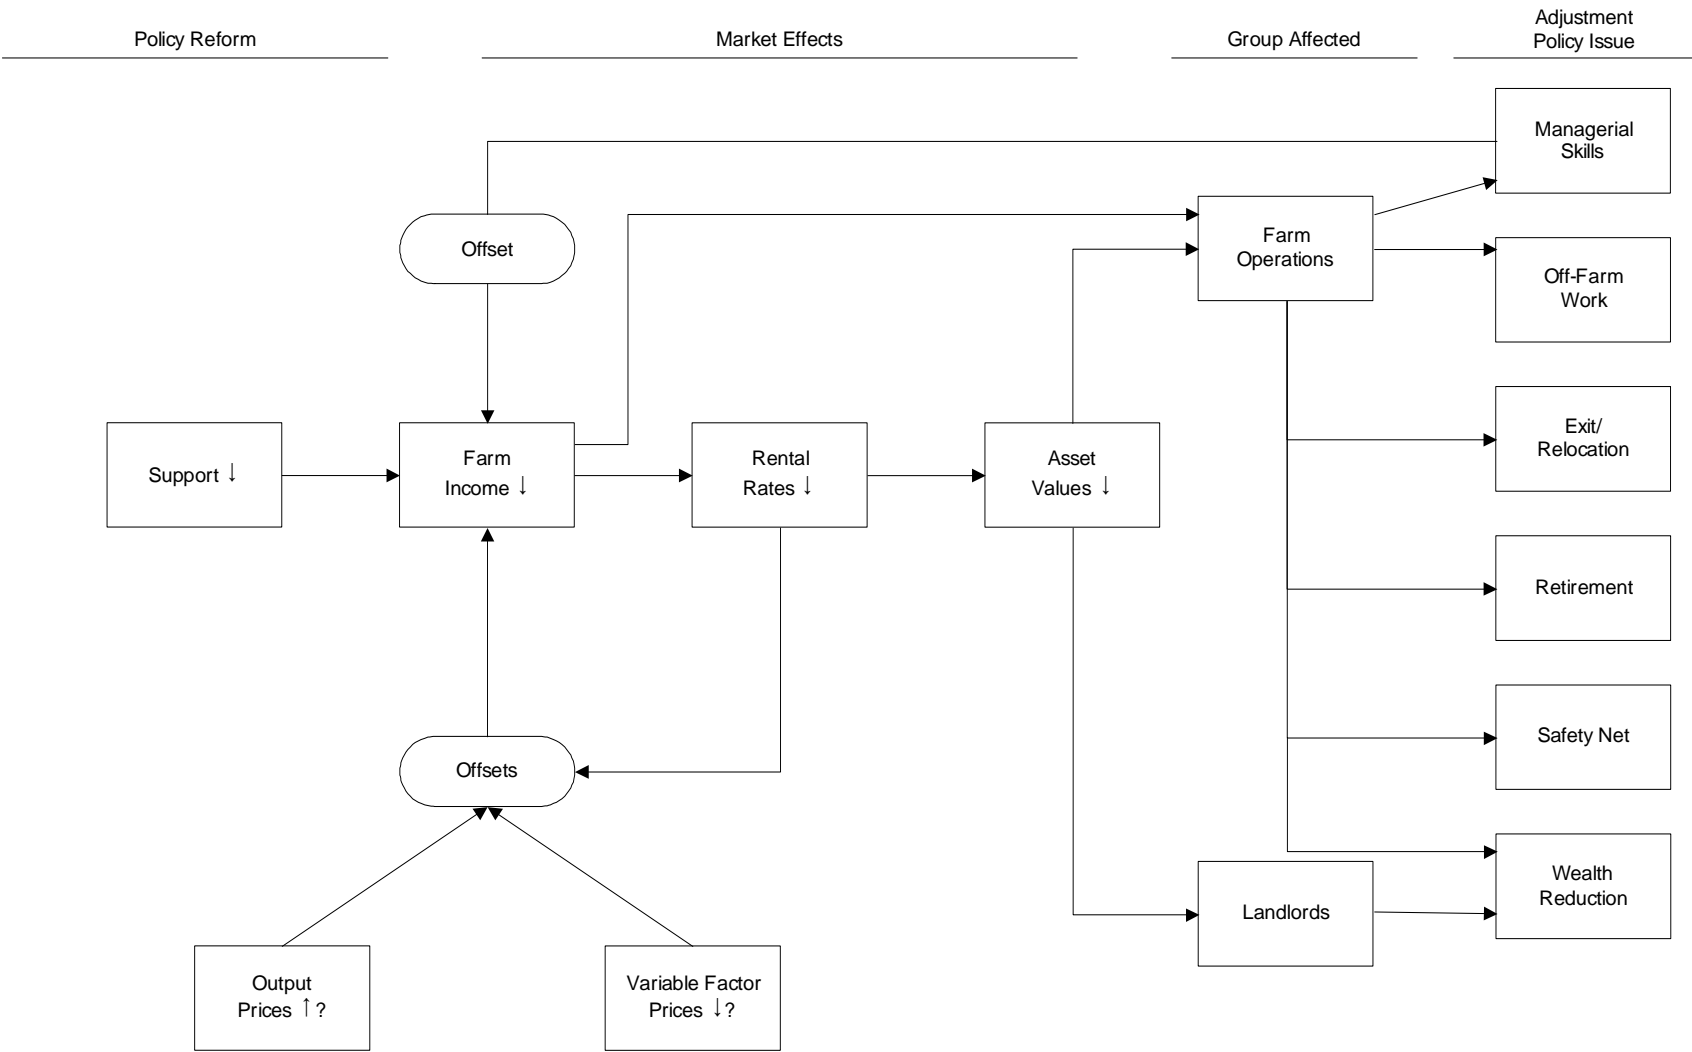 Policy Reform
Market Effects
Group Affected
Adjustment
Policy Issue
Managerial
Skills
Offset
Farm
Operations
Off-Farm
Work
Support ↓
Farm
Income ↓
Rental
Rates ↓
Asset
Values ↓
Exit/
Relocation
Retirement
Offsets
Safety Net
Landlords
Wealth
Reduction
Output
Prices ↑?
Variable Factor
Prices ↓?